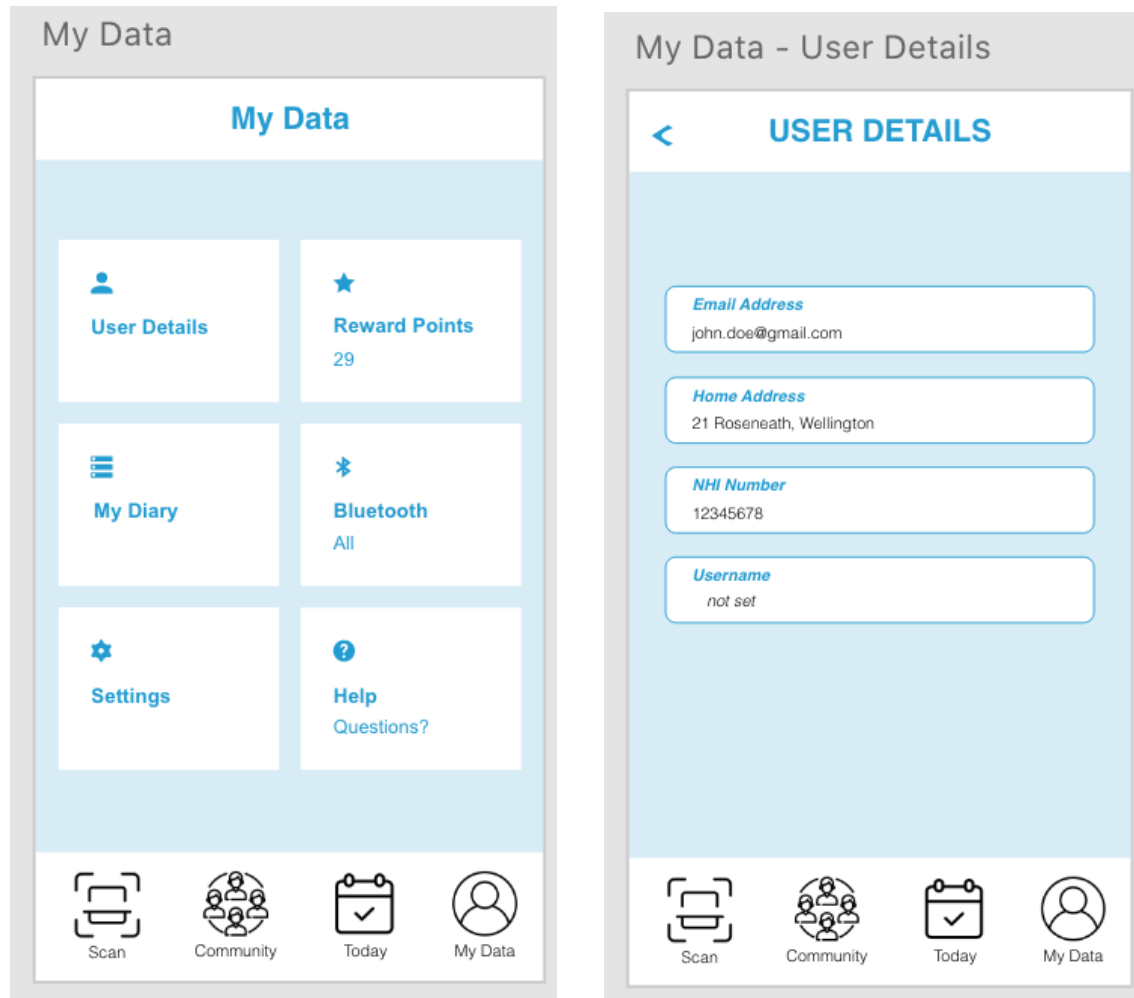 My Data
My Data
User Details
Reward Points
29
My Diary
Bluetooth
All
Settings
Help
Questions?
Scan
Community
Today
My Data
My Data - User Details
<
USER DETAILS
Email Address
john.doe@gmail.com
Home Address
21 Roseneath, Wellington
NHI Number
12345678
Username
not set
Scan
Community
Today
My Data